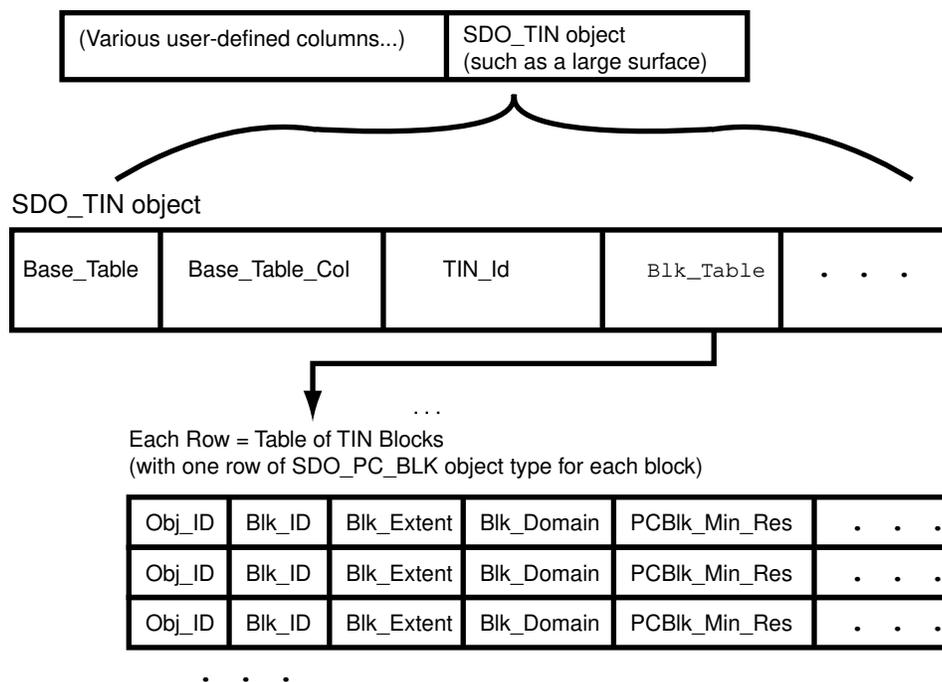 (Various user-defined columns...)
SDO_TIN object
(such as a large surface)
SDO_TIN object
Base_Table
Base_Table_Col
TIN_Id
Blk_Table
. . .
. . .
Each Row = Table of TIN Blocks
(with one row of SDO_PC_BLK object type for each block)
Obj_ID Blk_ID Blk_Extent Blk_Domain PCBlk_Min_Res . . .
Obj_ID Blk_ID Blk_Extent Blk_Domain PCBlk_Min_Res . . .
Obj_ID Blk_ID Blk_Extent Blk_Domain PCBlk_Min_Res . . .
. . .